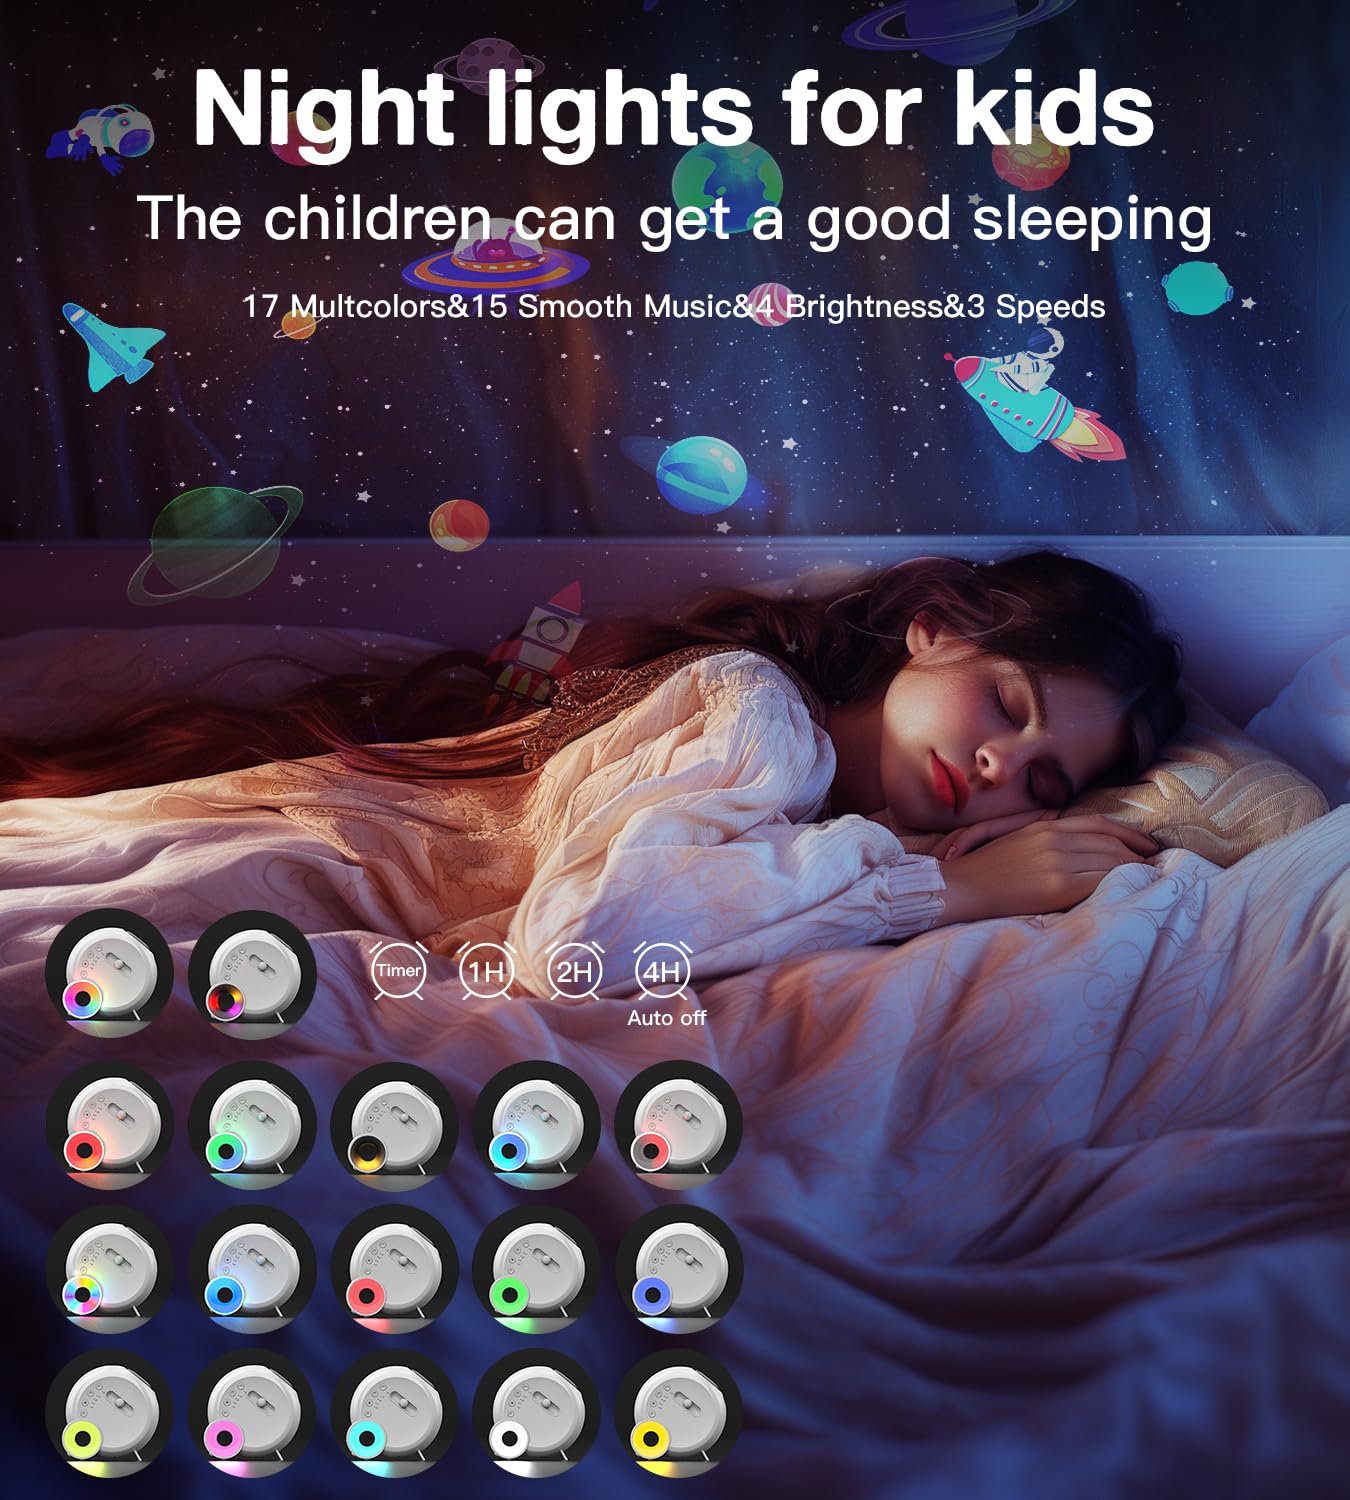 Night lights for kids
The children can get a good sleeping
17 Multcolors&15 Smooth Music&4 Brightness&3 Speeds
Timer 1H 2H 4H
Auto off